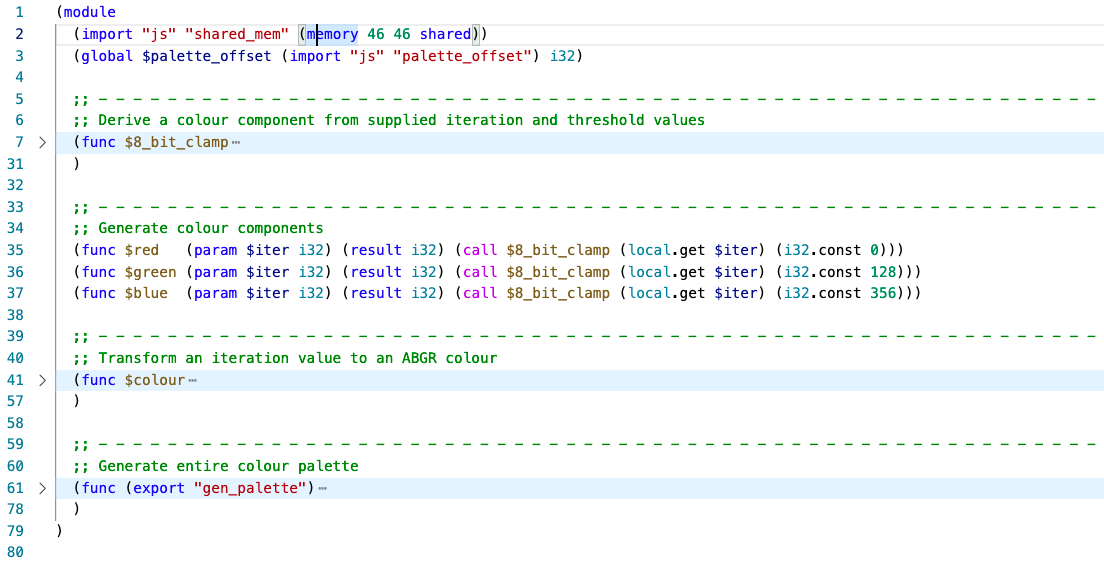 1 (module
2 (import "js" "shared_mem" (memory 46 46 shared))
3 (global $palette_offset (import "js" "palette_offset") i32)
4
5 ;; - - - - - - - - - - - - - - - - - - - - - - - - - - - - - - - - - - - - - - - - - - - - - - - - - - - - - - - - - -
6 ;; Derive a colour component from supplied iteration and threshold values
7 > (func $8_bit_clamp⋯
31 )
32
33 ;; - - - - - - - - - - - - - - - - - - - - - - - - - - - - - - - - - - - - - - - - - - - - - - - - - - - - - - - - - -
34 ;; Generate colour components
35 (func $red   (param $iter i32) (result i32) (call $8_bit_clamp (local.get $iter) (i32.const 0)))
36 (func $green (param $iter i32) (result i32) (call $8_bit_clamp (local.get $iter) (i32.const 128)))
37 (func $blue  (param $iter i32) (result i32) (call $8_bit_clamp (local.get $iter) (i32.const 356)))
38
39 ;; - - - - - - - - - - - - - - - - - - - - - - - - - - - - - - - - - - - - - - - - - - - - - - - - - - - - - - - - - -
40 ;; Transform an iteration value to an ABGR colour
41 > (func $colour⋯
57 )
58
59 ;; - - - - - - - - - - - - - - - - - - - - - - - - - - - - - - - - - - - - - - - - - - - - - - - - - - - - - - - - - -
60 ;; Generate entire colour palette
61 > (func (export "gen_palette")⋯
78 )
79 )
80